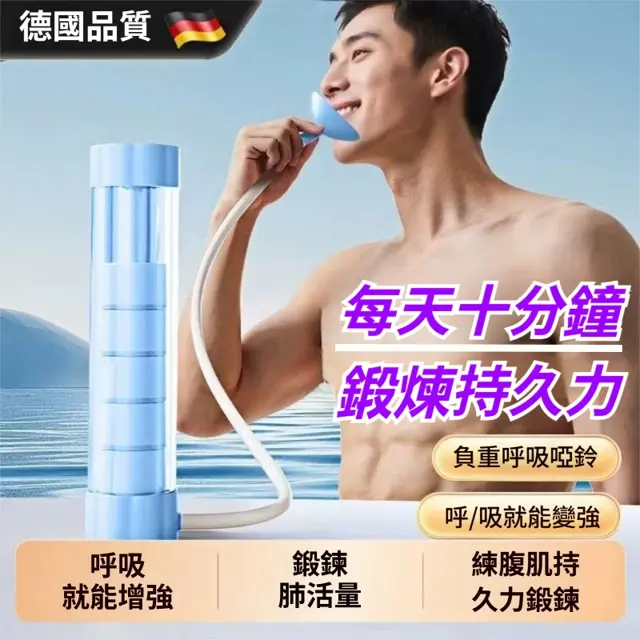 德國品質
每天十分鐘
鍛煉持久力
負重呼吸啞鈴
呼/吸就能變強
呼吸
就能增強
鍛鍊
肺活量
練腹肌持
久力鍛鍊